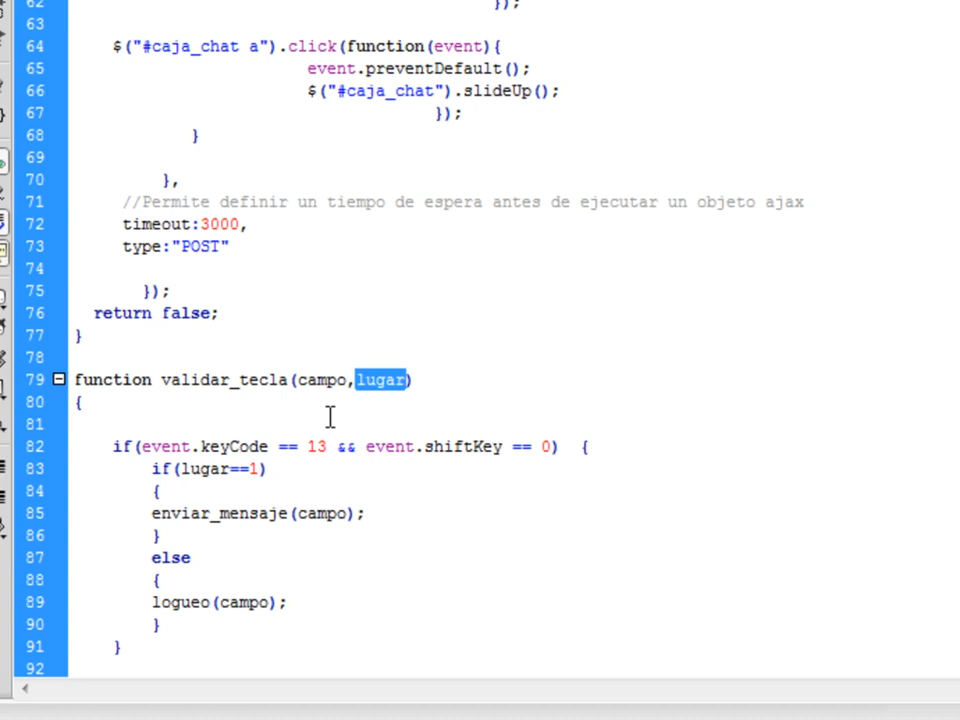 62 });
63
64 $("#caja_chat a").click(function(event){
65 event.preventDefault();
66 $("#caja_chat").slideUp();
67 });
68 }
69
70 },
71 //Permite definir un tiempo de espera antes de ejecutar un objeto ajax
72 timeout:3000,
73 type:"POST"
74
75 });
76 return false;
77 }
78
79 function validar_tecla(campo,lugar)
80 {
81
82 if(event.keyCode == 13 && event.shiftKey == 0) {
83 if(lugar==1)
84 {
85 enviar_mensaje(campo);
86 }
87 else
88 {
89 logueo(campo);
90 }
91 }
92